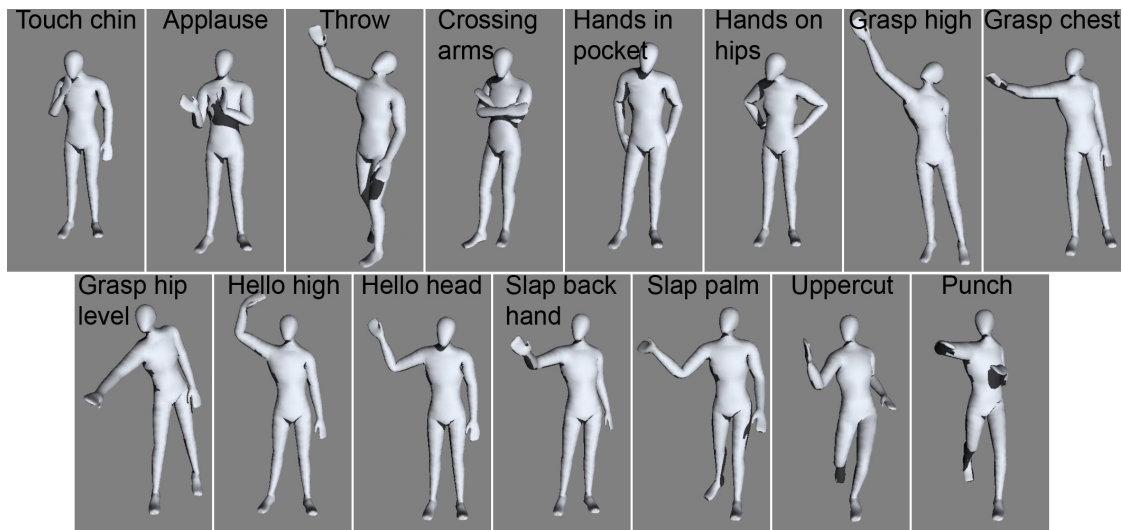 Touch chin
Applause
Throw
Crossing
arms
Hands in
pocket
Hands on
hips
Grasp high
Grasp chest
Grasp hip
level
Hello high
Hello head
Slap back
hand
Slap palm
Uppercut
Punch